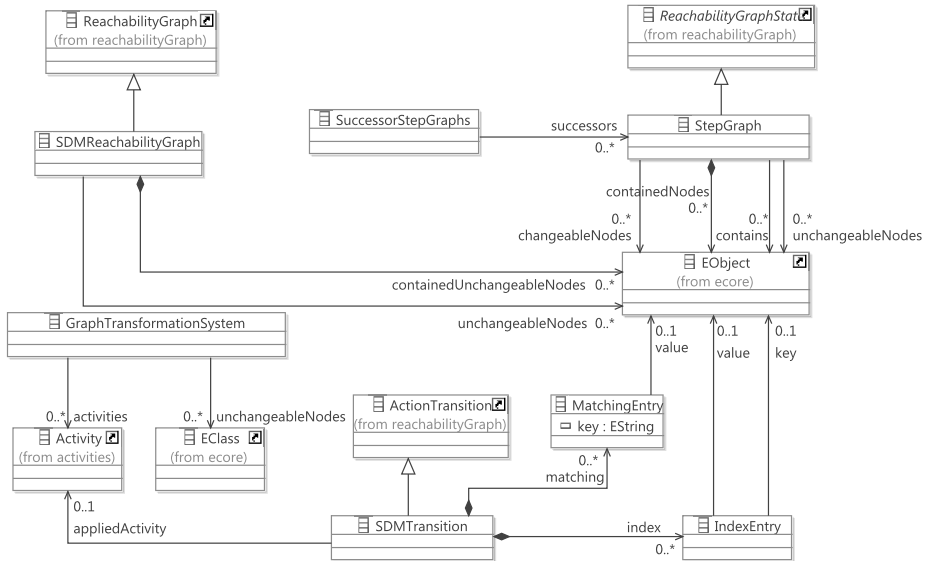 ReachabilityGraph
(from reachabilityGraph)
ReachabilityGraphStat
(from reachabilityGraph)
SuccessorStepGraphs
successors
0..*
StepGraph
SDMReachabilityGraph
containedNodes
0..*
0..*
changeableNodes
0..*
contains
0..*
unchangeableNodes
EObject
(from ecore)
containedUnchangeableNodes 0..*
unchangeableNodes 0..*
GraphTransformationSystem
0..1
value
0..1
value
0..1
key
0..* activities
0..* unchangeableNodes
Activity
(from activities)
EClass
(from ecore)
ActionTransition
(from reachabilityGraph)
MatchingEntry
key : EString
0..*
matching
0..1
appliedActivity
SDMTransition
index
0..*
IndexEntry